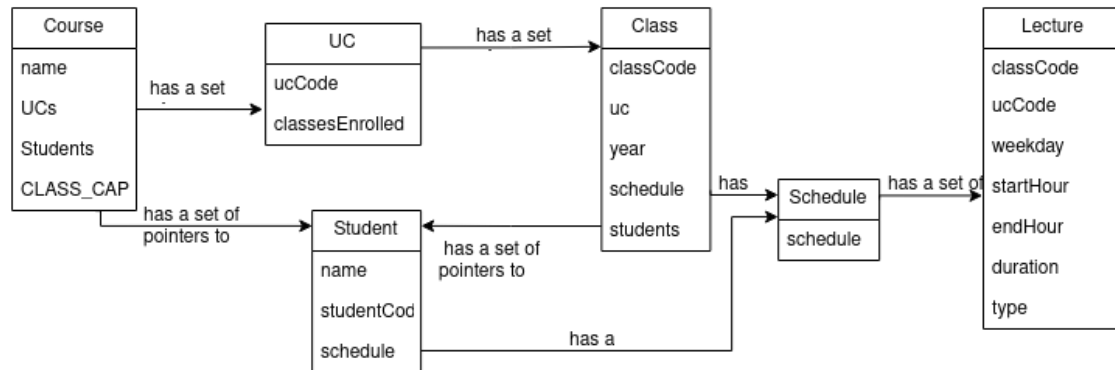 Course
name
UCs
Students
CLASS_CAP
has a set
UC
ucCode
classesEnrolled
has a set
Class
classCode
uc
year
schedule
students
has
Schedule
schedule
has a set of
Lecture
classCode
ucCode
weekday
startHour
endHour
duration
type
has a set of
pointers to
Student
name
studentCod
schedule
has a set of
pointers to
has a